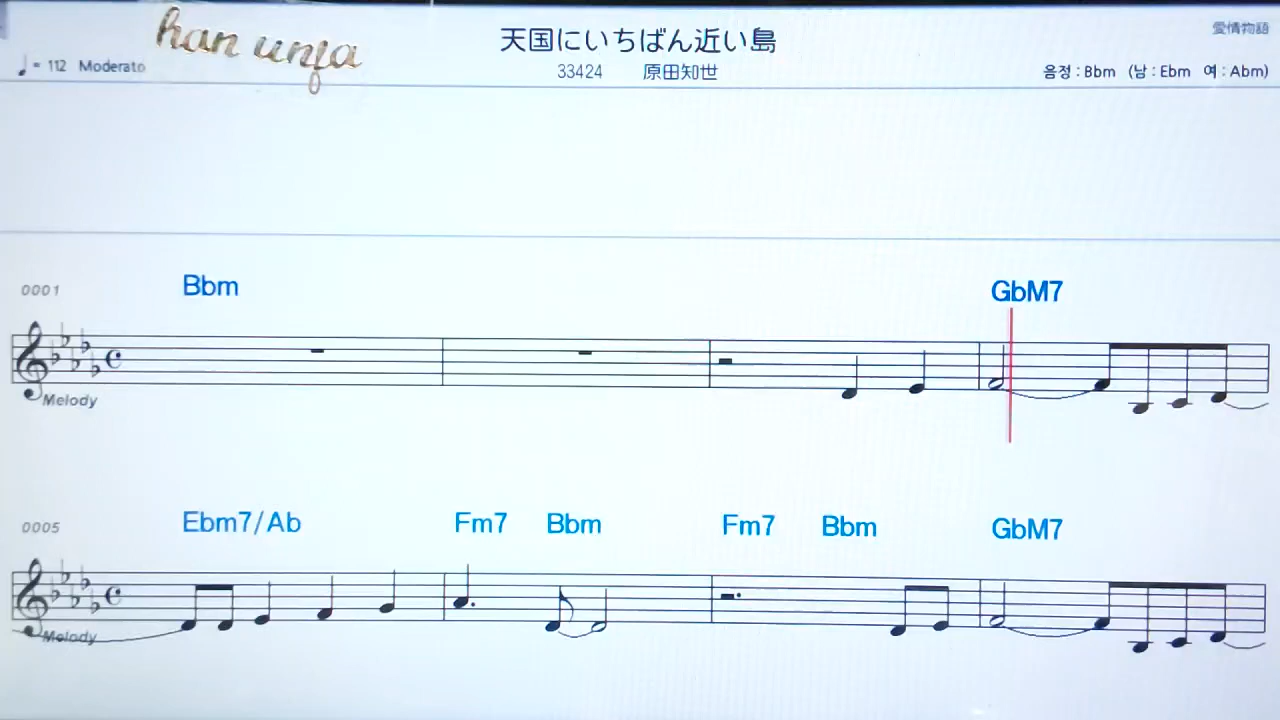 han unja
天国にいちばん近い島
愛情物語
♩= 112 Moderato
33424 原田知世
음정 : Bbm (남 : Ebm 여 : Abm)
0001 Bbm GbM7
Melody
0005 Ebm7/Ab Fm7 Bbm Fm7 Bbm GbM7
Melody